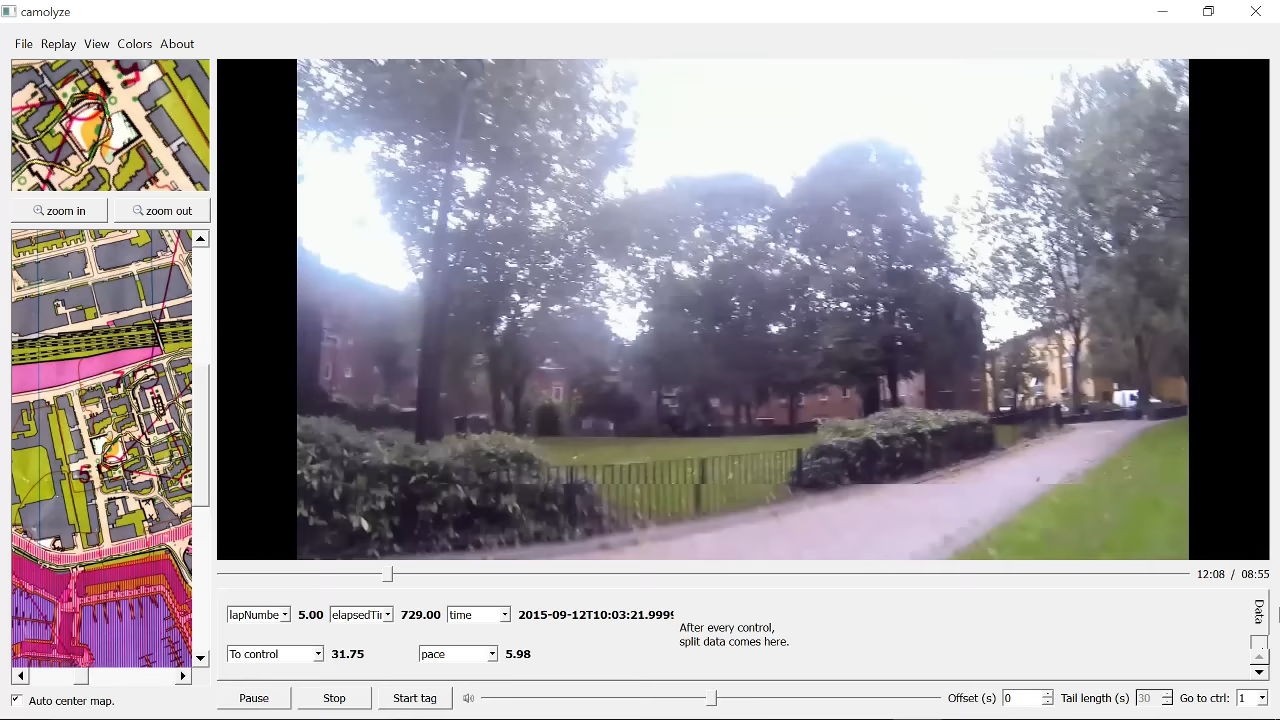 camolyze
File Replay View Colors About
zoom in zoom out
7
5
12:08 / 08:55
lapNumbe 5.00 elapsedTi 729.00 time 2015-09-12T10:03:21.999
After every control,
split data comes here.
Data
To control 31.75 pace 5.98
Auto center map.
Pause Stop Start tag Offset (s) 0 Tail length (s) 30 Go to ctrl: 1